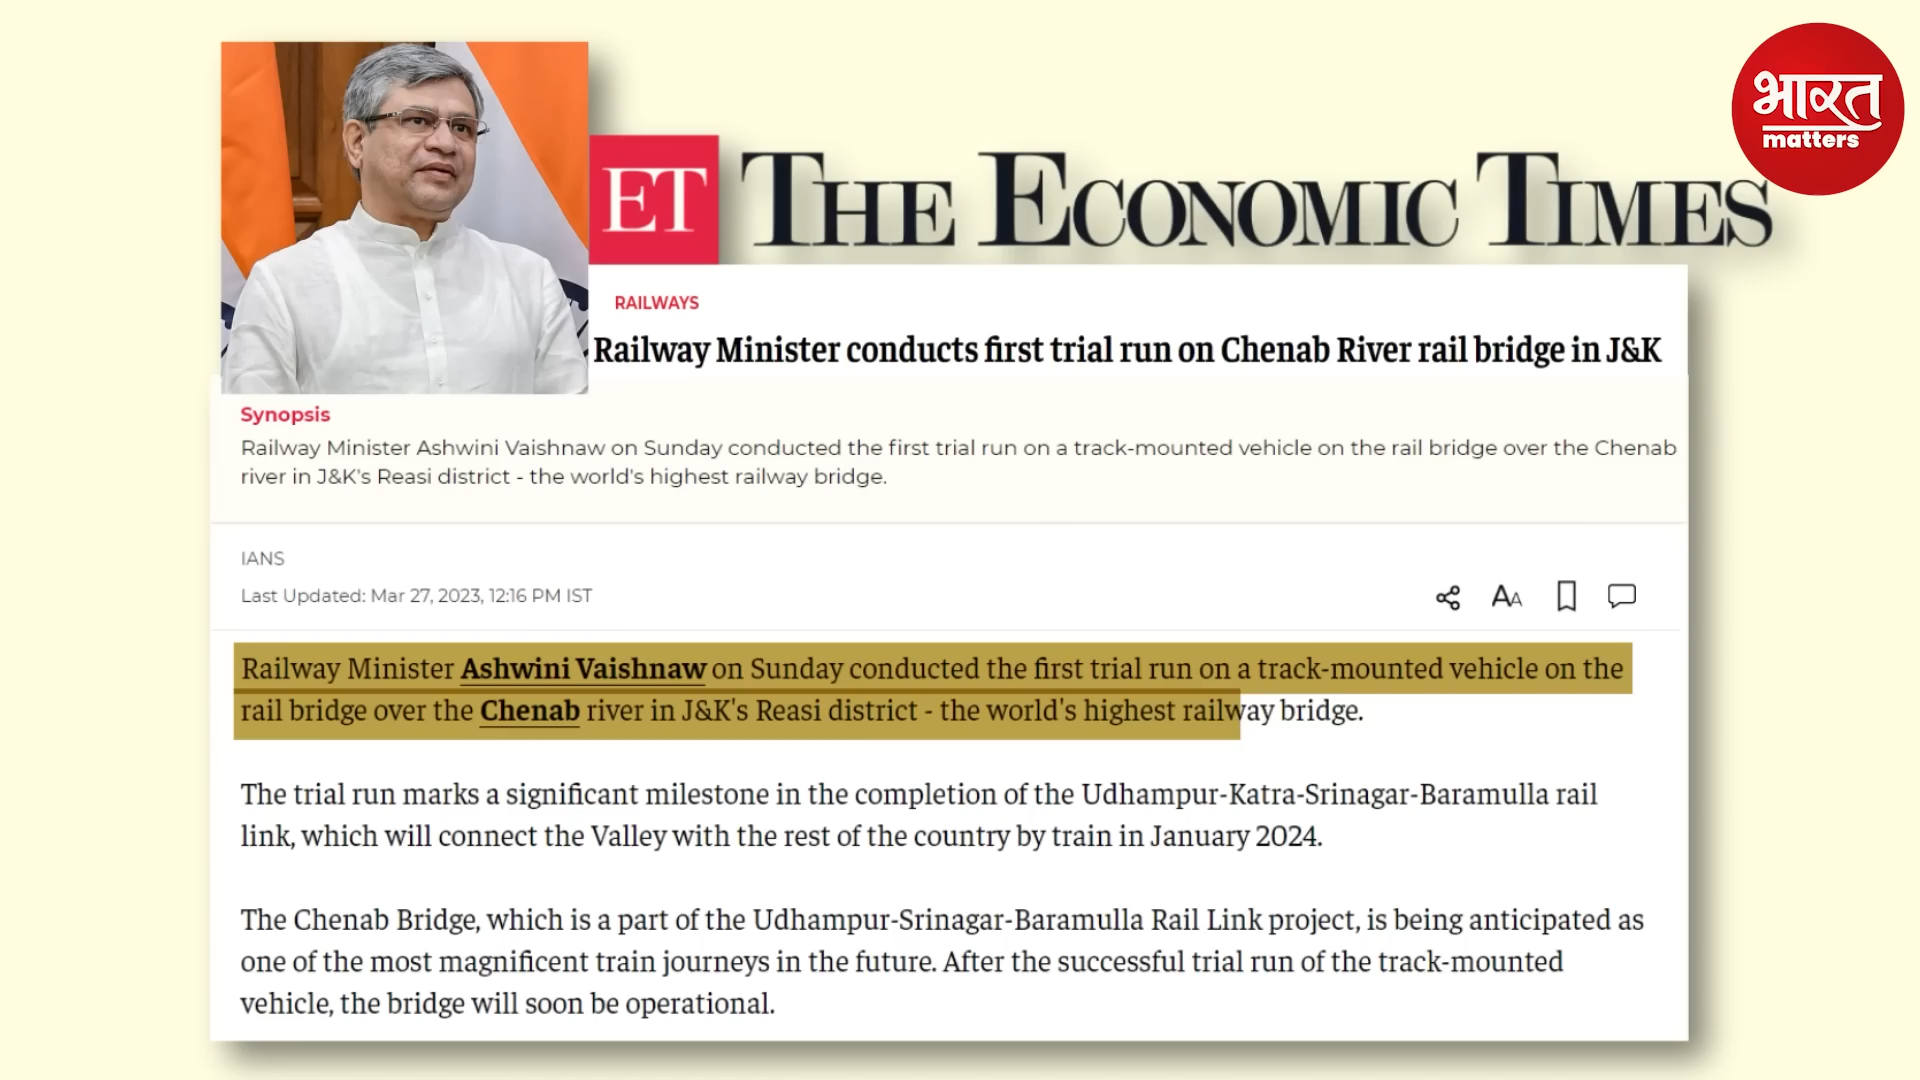 भारत
matters
ET THE ECONOMIC TIMES
RAILWAYS
Railway Minister conducts first trial run on Chenab River rail bridge in J&K
Synopsis
Railway Minister Ashwini Vaishnaw on Sunday conducted the first trial run on a track-mounted vehicle on the rail bridge over the Chenab
river in J&K's Reasi district - the world's highest railway bridge.
IANS
Last Updated: Mar 27, 2023, 12:16 PM IST
AA
Railway Minister Ashwini Vaishnaw on Sunday conducted the first trial run on a track-mounted vehicle on the
rail bridge over the Chenab river in J&K's Reasi district - the world's highest railway bridge.
The trial run marks a significant milestone in the completion of the Udhampur-Katra-Srinagar-Baramulla rail
link, which will connect the Valley with the rest of the country by train in January 2024.
The Chenab Bridge, which is a part of the Udhampur-Srinagar-Baramulla Rail Link project, is being anticipated as
one of the most magnificent train journeys in the future. After the successful trial run of the track-mounted
vehicle, the bridge will soon be operational.